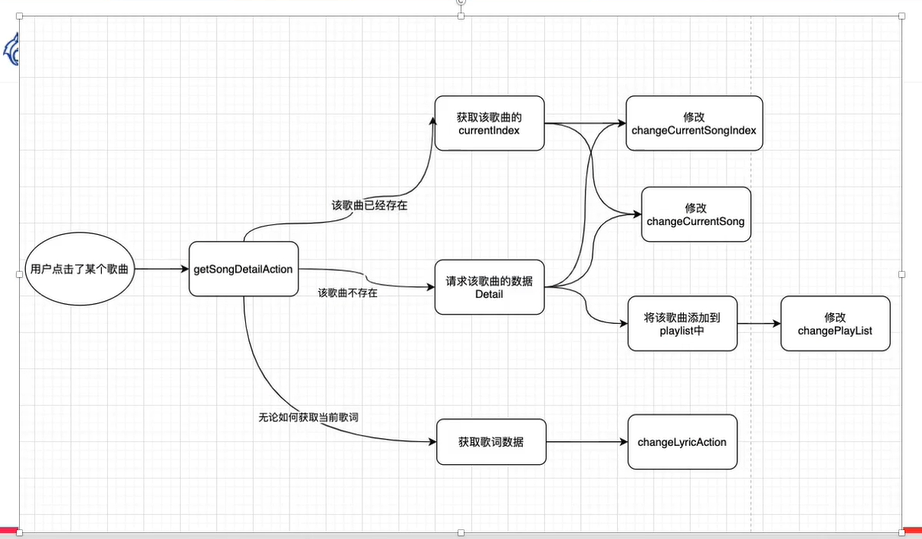 获取该歌曲的
currentIndex
修改
changeCurrentSongIndex
该歌曲已经存在
修改
changeCurrentSong
用户点击了某个歌曲
getSongDetailAction
请求该歌曲的数据
Detail
该歌曲不存在
将该歌曲添加到
playlist中
修改
changePlayList
无论如何获取当前歌词
获取歌词数据
changeLyricAction